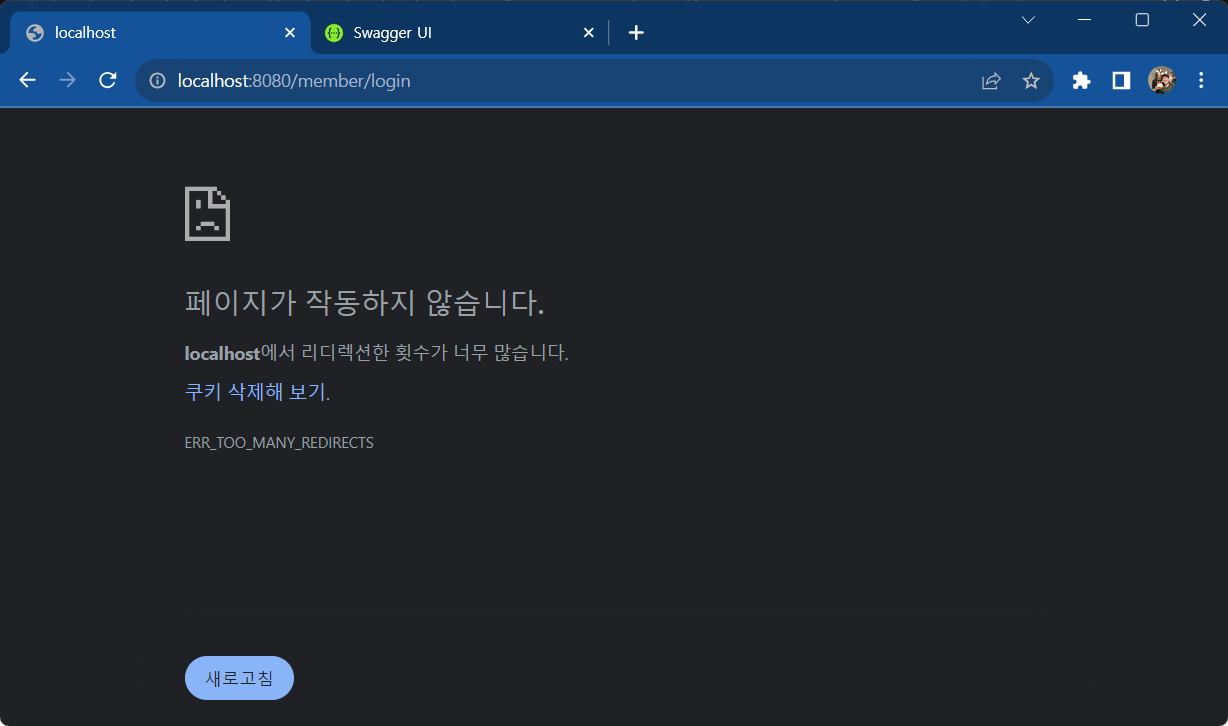 localhost
Swagger UI
localhost:8080/member/login
페이지가 작동하지 않습니다.
localhost에서 리디렉션한 횟수가 너무 많습니다.
쿠키 삭제해 보기.
ERR_TOO_MANY_REDIRECTS
새로고침